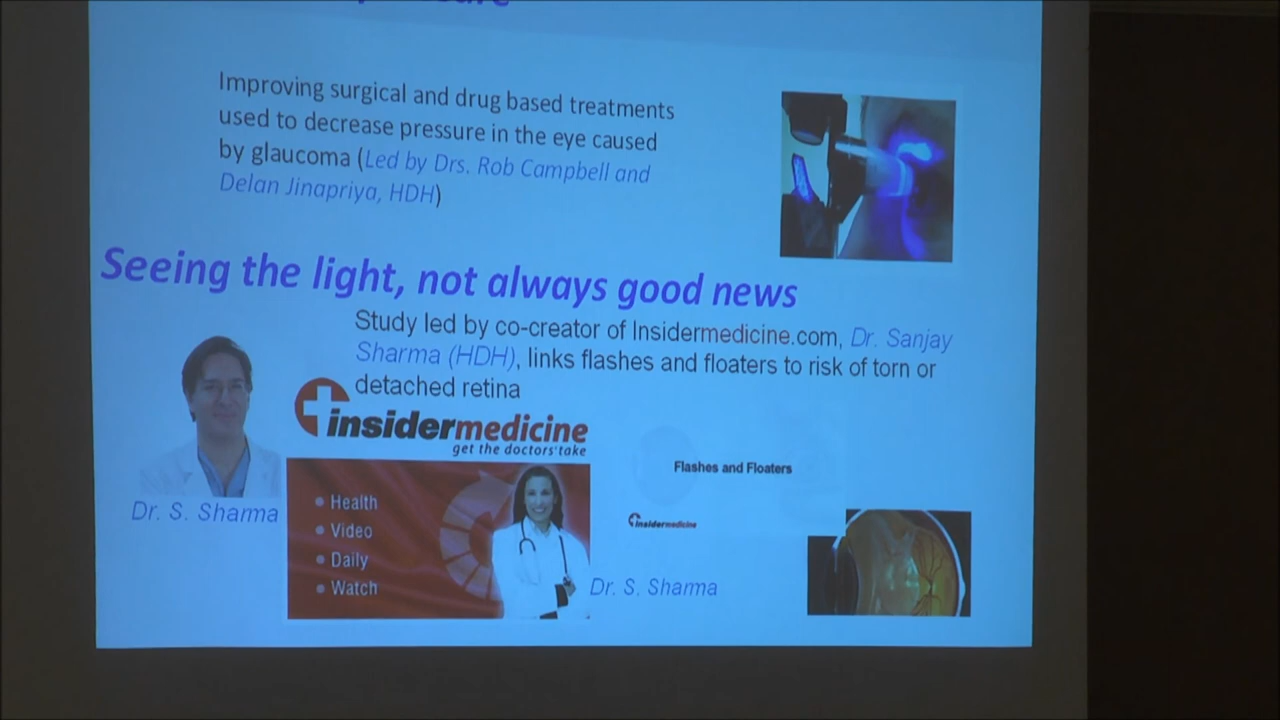 Improving surgical and drug based treatments
used to decrease pressure in the eye caused
by glaucoma (Led by Drs. Rob Campbell and
Delan Jinapriya, HDH)
Seeing the light, not always good news
Study led by co-creator of Insidermedicine.com, Dr. Sanjay
Sharma (HDH), links flashes and floaters to risk of torn or
detached retina
insidermedicine
get the doctors' take
Health
Video
Daily
Watch
Dr. S. Sharma
Flashes and Floaters
insidermedicine
Dr. S. Sharma